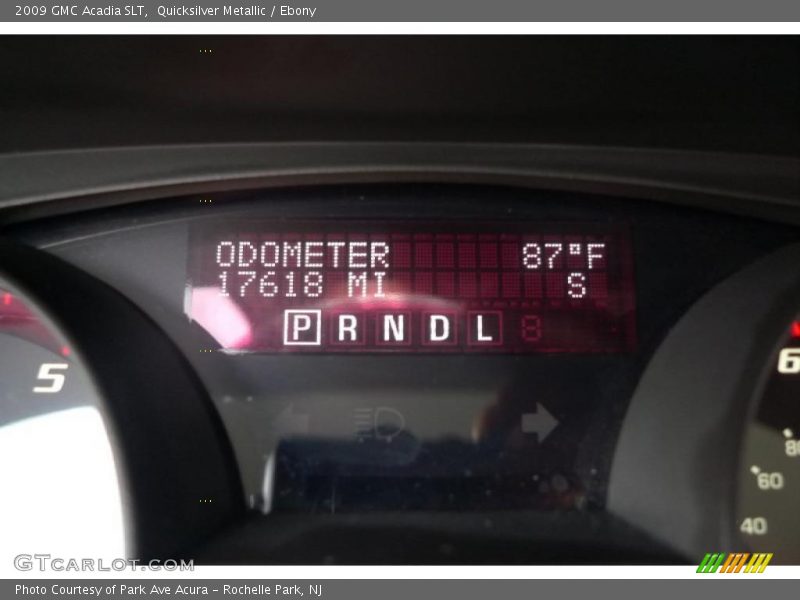 2009 GMC Acadia SLT, Quicksilver Metallic / Ebony
ODOMETER 87°F
17618 MI S
P R N D L
5
6
80
60
40
GTCARLOT.COM
Photo Courtesy of Park Ave Acura - Rochelle Park, NJ